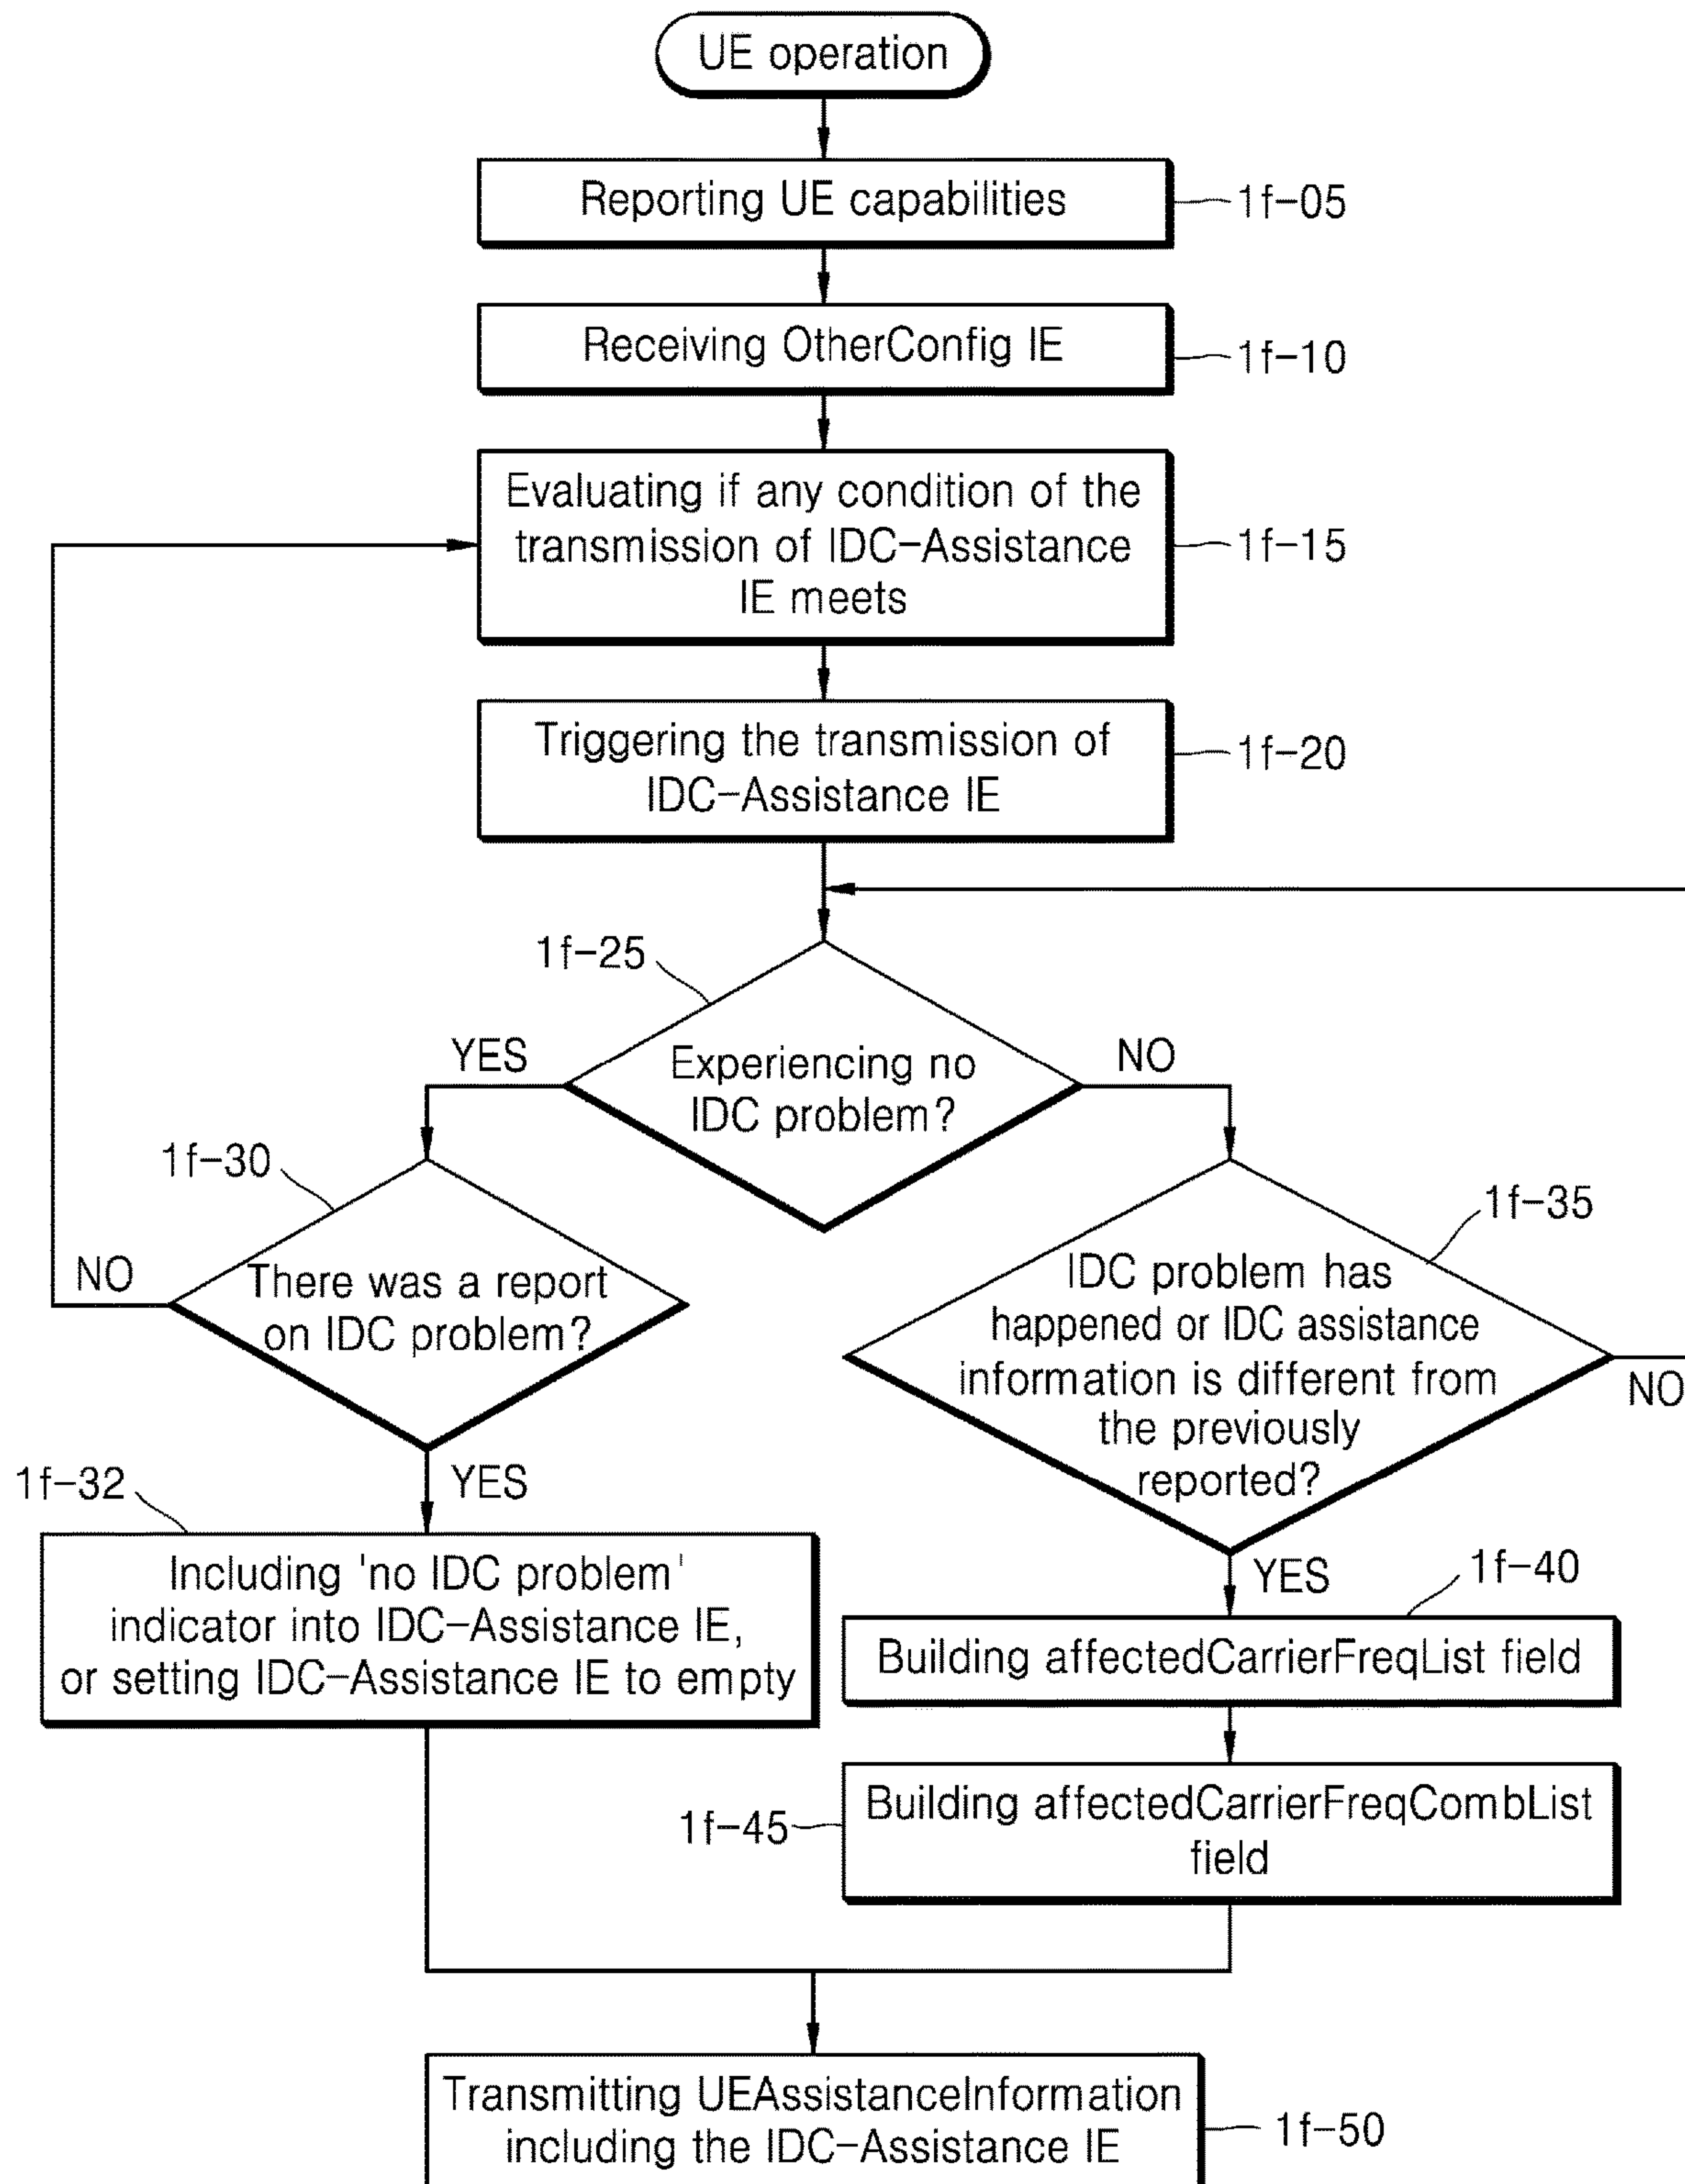 UE operation
Reporting UE capabilities
1f-05
Receiving OtherConfig IE
1f-10
Evaluating if any condition of the
transmission of IDC-Assistance
IE meets
1f-15
Triggering the transmission of
IDC-Assistance IE
1f-20
1f-25
Experiencing no
IDC problem?
YES
NO
1f-30
There was a report
on IDC problem?
NO
YES
1f-35
IDC problem has
happened or IDC assistance
information is different from
the previously
reported?
NO
YES
1f-32
Including 'no IDC problem'
indicator into IDC-Assistance IE,
or setting IDC-Assistance IE to empty
1f-40
Building affectedCarrierFreqList field
1f-45
Building affectedCarrierFreqCombList
field
Transmitting UEAssistanceInformation
including the IDC-Assistance IE
1f-50